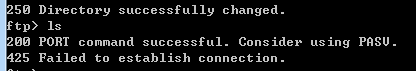 250 Directory successfully changed.
ftp> ls
200 PORT command successful. Consider using PASV.
425 Failed to establish connection.